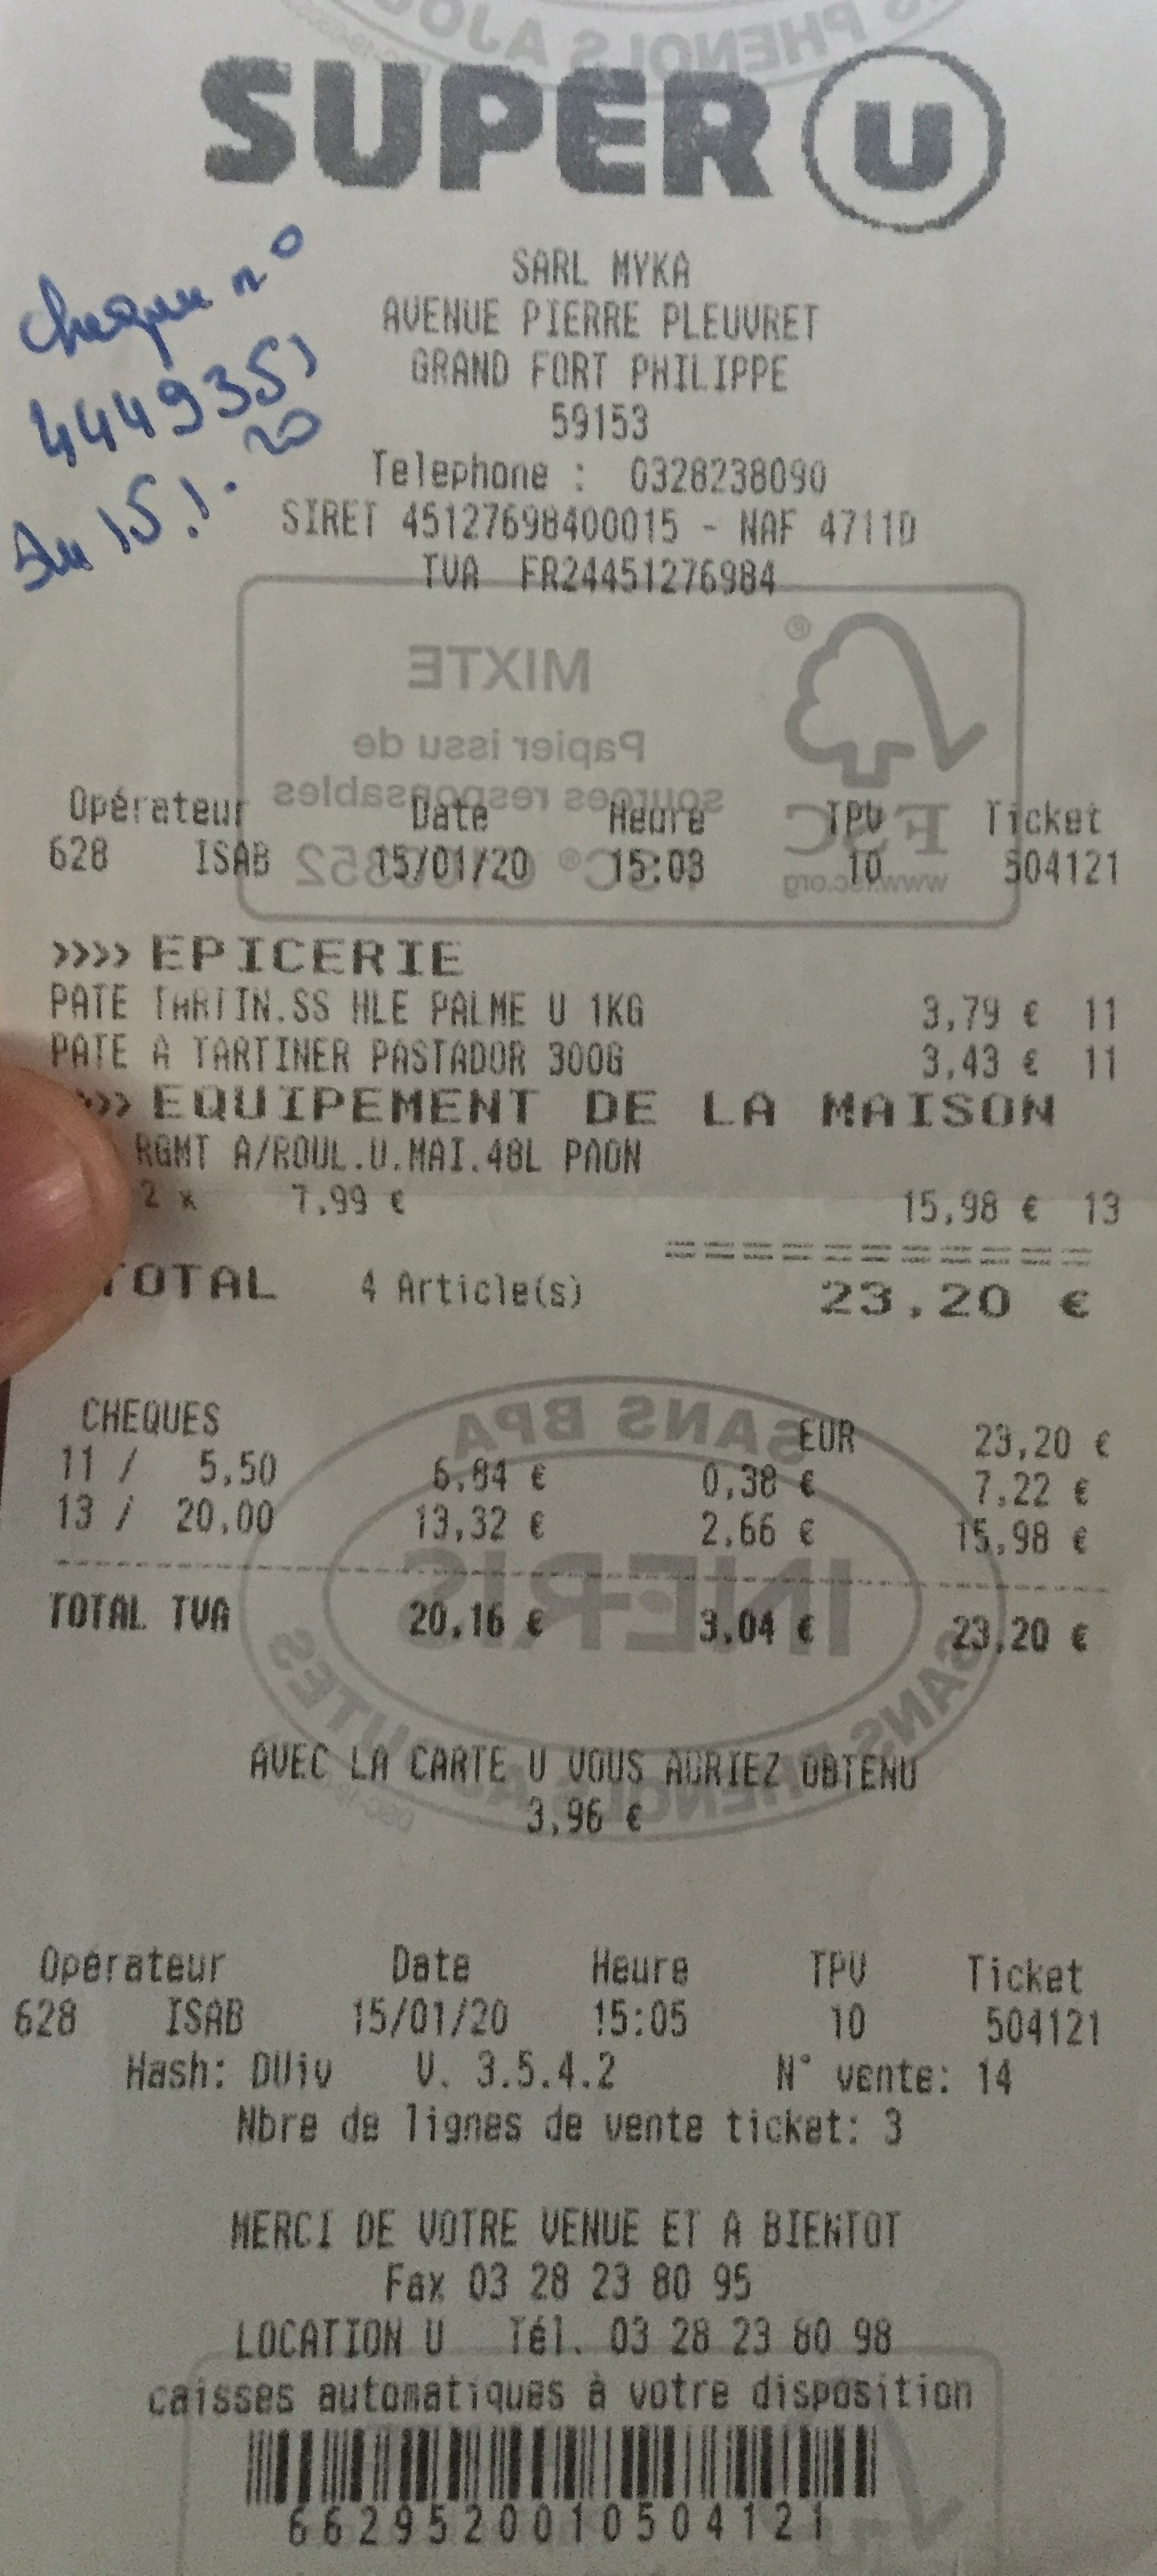 SUPER U
SARL MYKA
AVENUE PIERRE PLEUVRET
GRAND FORT PHILIPPE
59153
Telephone : 0328238090
SIRET 45127698400015 - NAF 4711D
TVA FR24451276984
cheque n°
4449351
Du 15.1.20
MIXTE
Papier issu de
sources responsables
FSC
www.fsc.org
Opérateur Date Heure TPV Ticket
628 ISAB 15/01/20 15:03 10 504121
>>>> EPICERIE
PATE TARTIN.SS HLE PALME U 1KG 3,79 € 11
PATE A TARTINER PASTADOR 300G 3,43 € 11
>>> EQUIPEMENT DE LA MAISON
RGMT A/ROUL.U.MAI.48L PAON
2 x 7,99 € 15,98 € 13
TOTAL 4 Article(s) 23,20 €
CHEQUES EUR 23,20 €
11 / 5,50 6,84 € 0,38 € 7,22 €
13 / 20,00 13,32 € 2,66 € 15,98 €
TOTAL TVA 20,16 € 3,04 € 23,20 €
SANS BPA
INERIS
AVEC LA CARTE U VOUS AURIEZ OBTENU
3,96 €
Opérateur Date Heure TPV Ticket
628 ISAB 15/01/20 15:05 10 504121
Hash: DUiv V. 3.5.4.2 N° vente: 14
Nbre de lignes de vente ticket: 3
MERCI DE VOTRE VENUE ET A BIENTOT
Fax 03 28 23 80 95
LOCATION U Tél. 03 28 23 80 98
caisses automatiques à votre disposition
6629520010504121